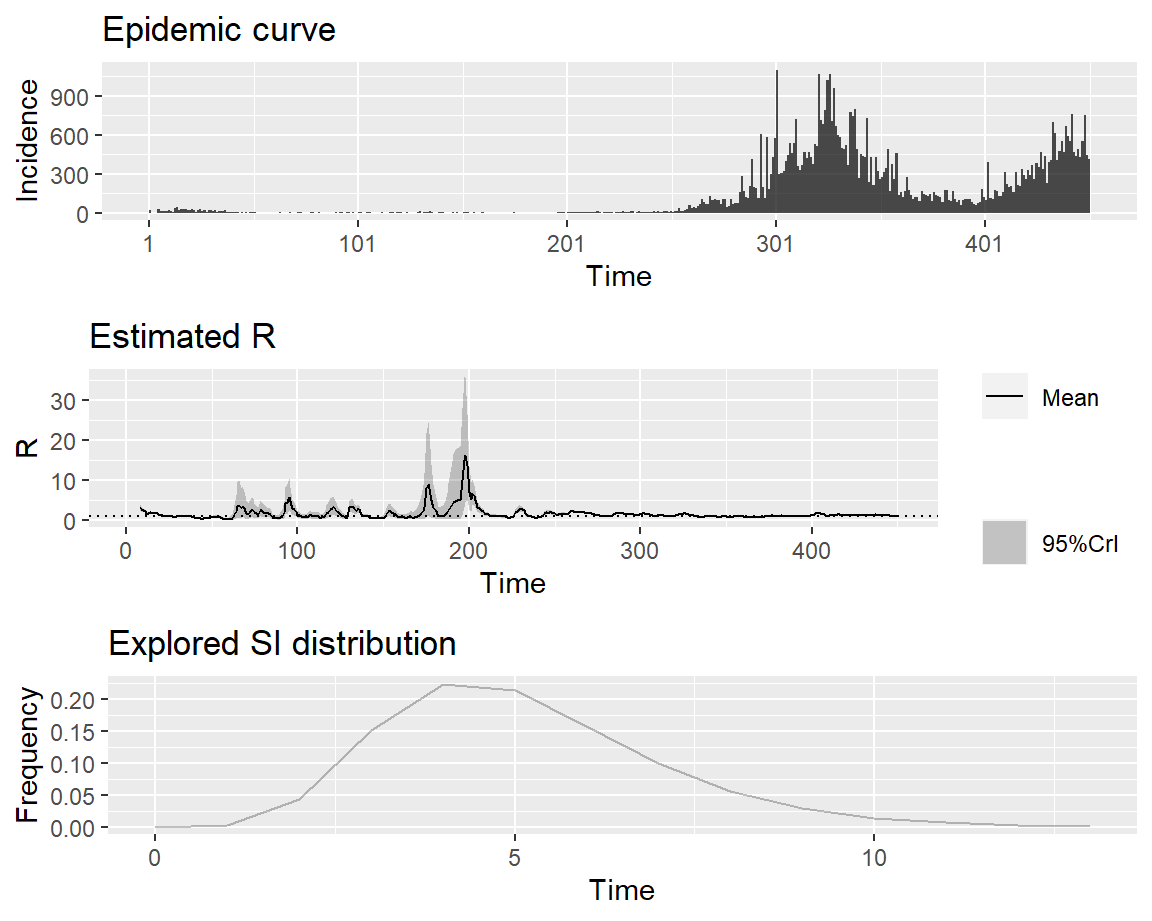 Epidemic curve
Incidence
900
600
300
0
1 101 201 301 401
Time
Estimated R
R
30
20
10
0
0 100 200 300 400
Time
Mean
95%CrI
Explored SI distribution
Frequency
0.20
0.15
0.10
0.05
0.00
0 5 10
Time